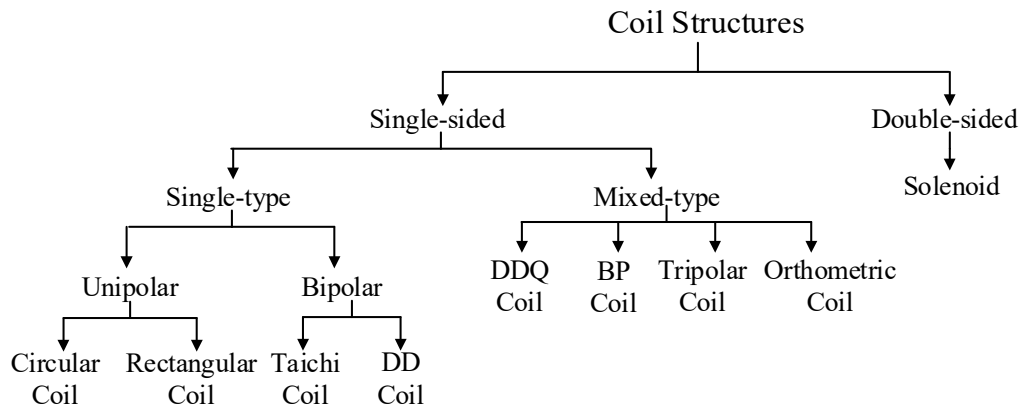 Coil Structures
Single-sided
Double-sided
Solenoid
Single-type
Mixed-type
DDQ
Coil
BP
Coil
Tripolar
Coil
Orthometric
Coil
Unipolar
Bipolar
Circular
Coil
Rectangular
Coil
Taichi
Coil
DD
Coil